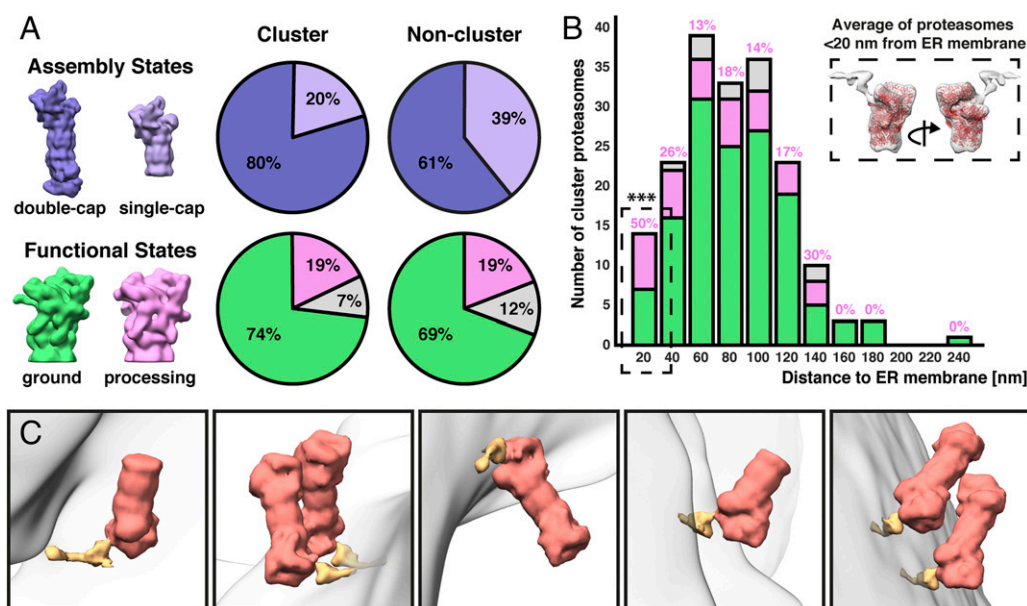 A
Cluster
Non-cluster
Assembly States
double-cap
single-cap
20%
80%
39%
61%
Functional States
ground
processing
19%
7%
74%
19%
12%
69%
B
Number of cluster proteasomes
40
35
30
25
20
15
10
5
0
***
50%
26%
13%
18%
14%
17%
30%
0%
0%
0%
20 40 60 80 100 120 140 160 180 200 220 240
Distance to ER membrane [nm]
Average of proteasomes
<20 nm from ER membrane
C